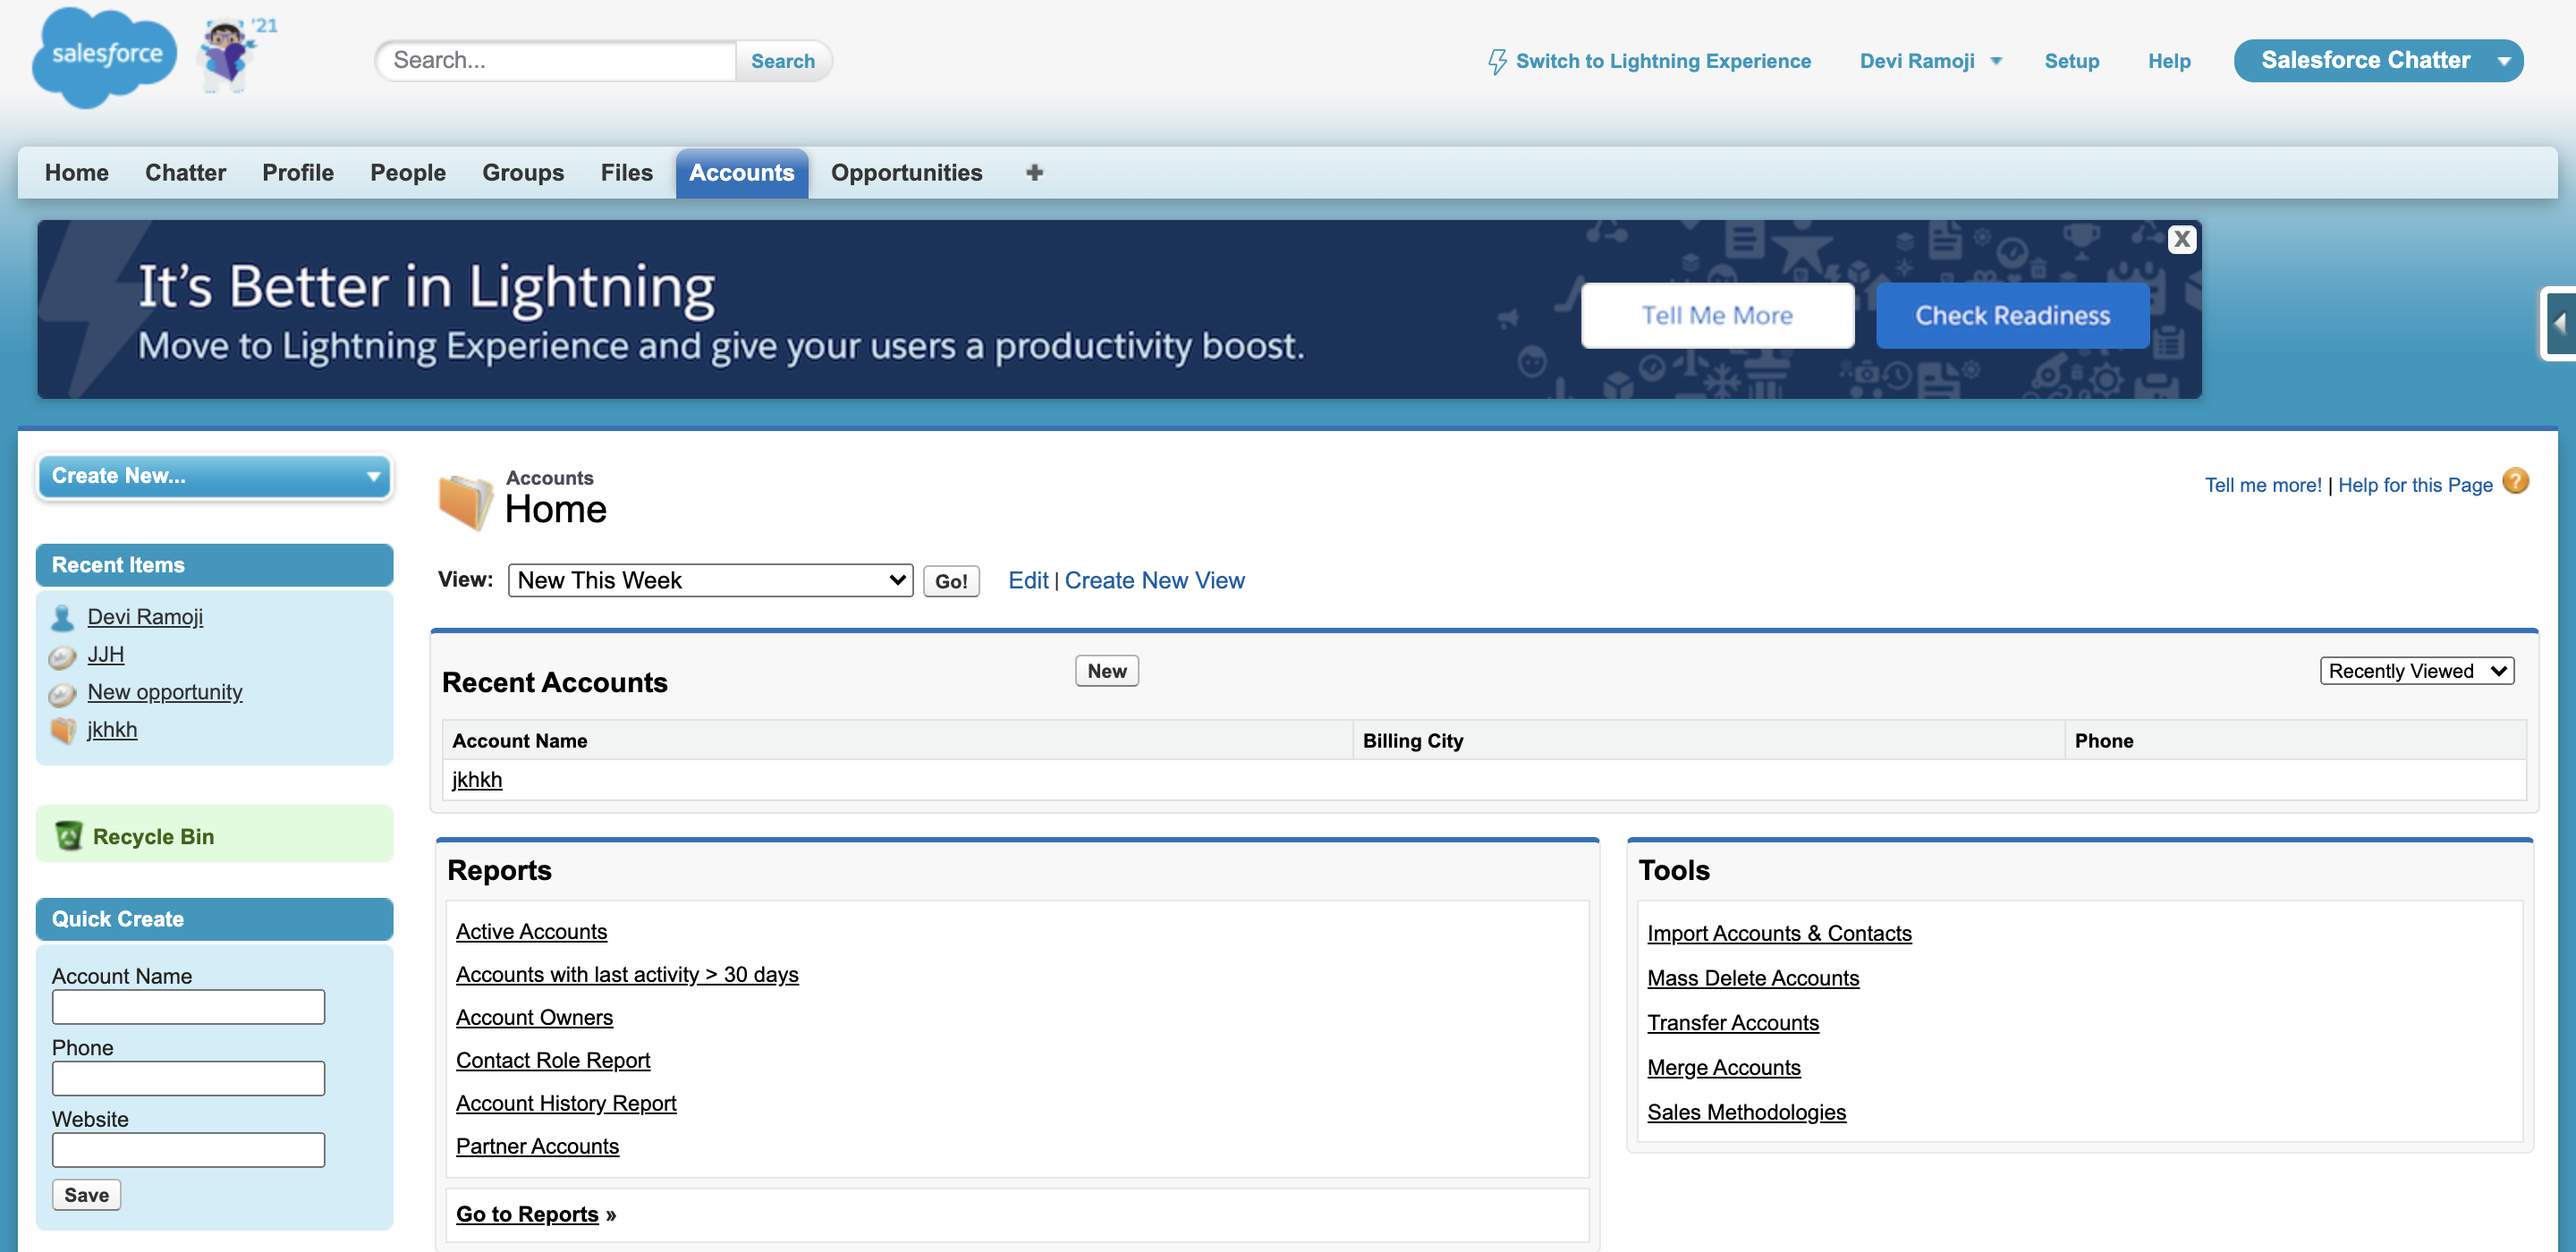 salesforce
'21
Search...
Search
Switch to Lightning Experience
Devi Ramoji
Setup
Help
Salesforce Chatter
Home
Chatter
Profile
People
Groups
Files
Accounts
Opportunities
It's Better in Lightning
Move to Lightning Experience and give your users a productivity boost.
Tell Me More
Check Readiness
X
Create New...
Recent Items
Devi Ramoji
JJH
New opportunity
jkhkh
Recycle Bin
Quick Create
Account Name
Phone
Website
Save
Accounts
Home
Tell me more! | Help for this Page
?
View:
New This Week
Go!
Edit | Create New View
Recent Accounts
New
Recently Viewed
Account Name
Billing City
Phone
jkhkh
Reports
Active Accounts
Accounts with last activity > 30 days
Account Owners
Contact Role Report
Account History Report
Partner Accounts
Go to Reports »
Tools
Import Accounts & Contacts
Mass Delete Accounts
Transfer Accounts
Merge Accounts
Sales Methodologies